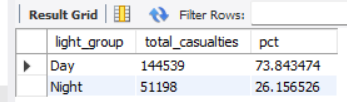 Result Grid Filter Rows:
light_group total_casualties pct
Day 144539 73.843474
Night 51198 26.156526